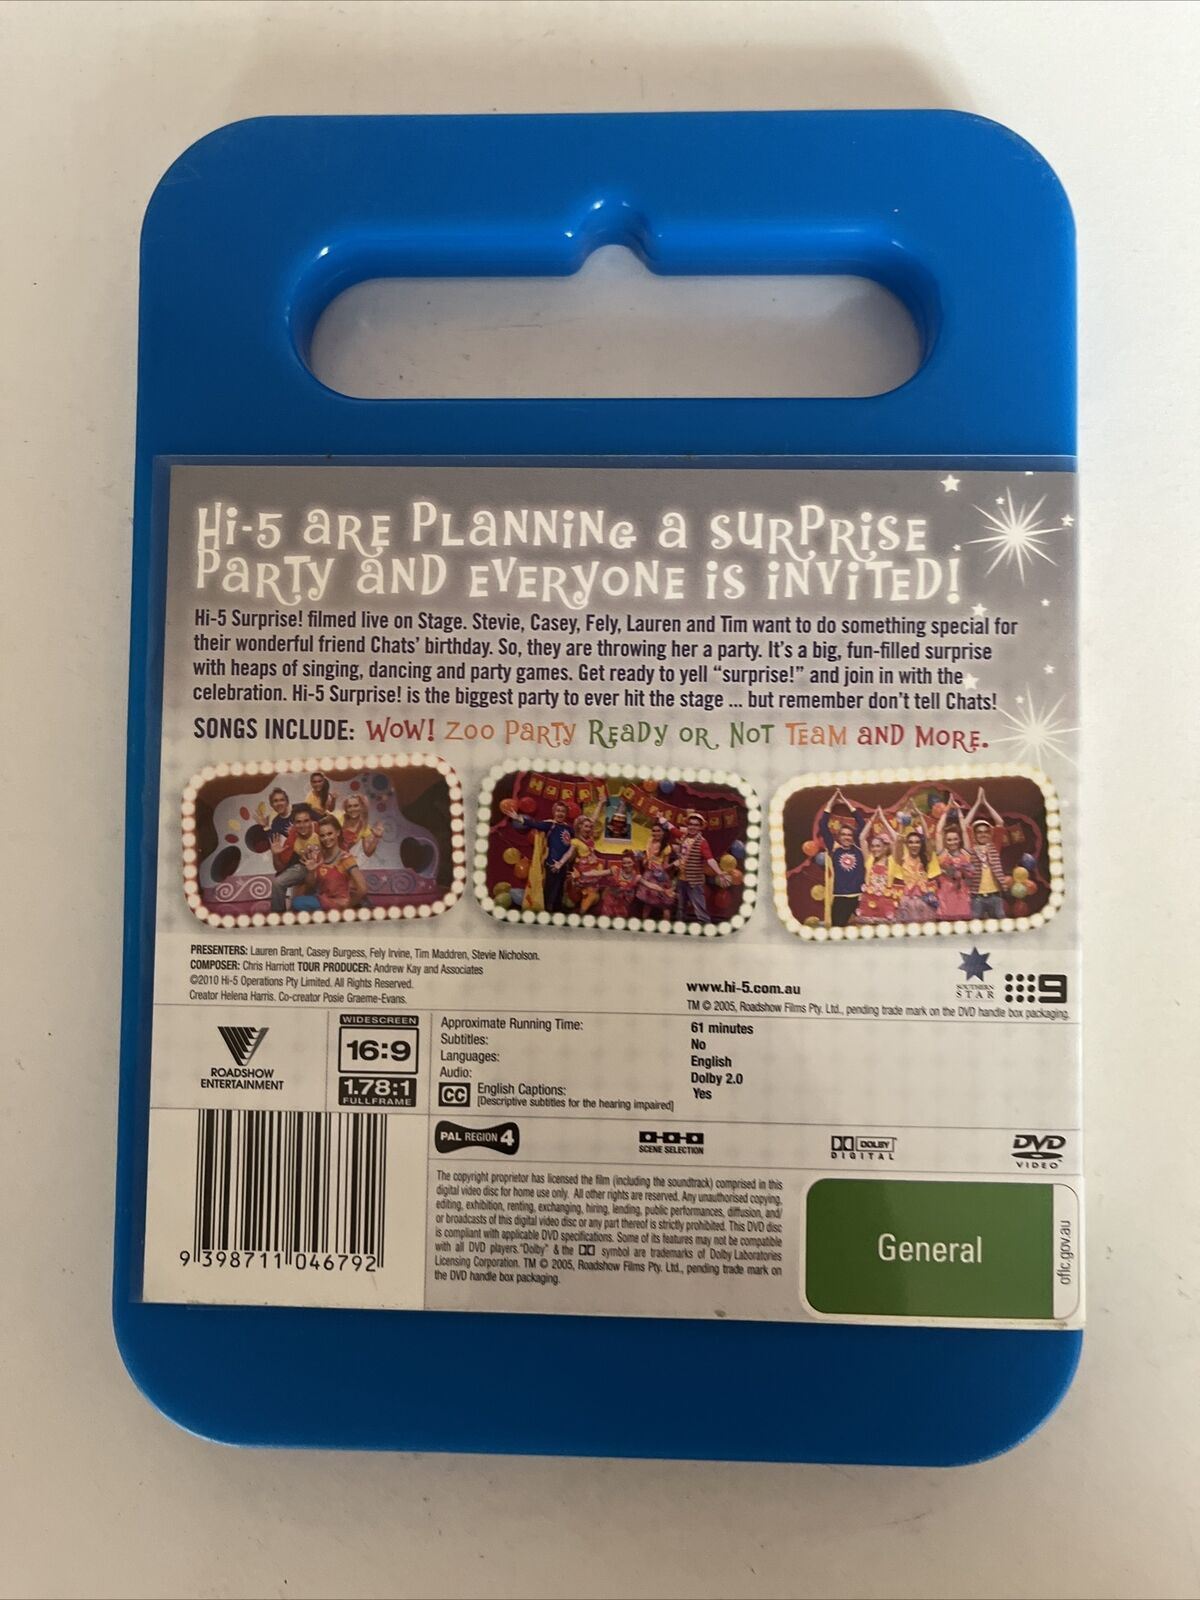 Hi-5 are planning a surprise
party and everyone is invited!
Hi-5 Surprise! filmed live on Stage. Stevie, Casey, Fely, Lauren and Tim want to do something special for
their wonderful friend Chats' birthday. So, they are throwing her a party. It's a big, fun-filled surprise
with heaps of singing, dancing and party games. Get ready to yell "surprise!" and join in with the
celebration. Hi-5 Surprise! is the biggest party to ever hit the stage ... but remember don't tell Chats!
SONGS INCLUDE: WOW! Zoo Party Ready or Not Team and more.
HAPPY BIRTHDAY
PRESENTERS: Lauren Brant, Casey Burgess, Fely Irvine, Tim Maddren, Stevie Nicholson.
COMPOSER: Chris Harriott TOUR PRODUCER: Andrew Kay and Associates
©2010 Hi-5 Operations Pty Limited. All Rights Reserved.
Creator Helena Harris. Co-creator Posie Graeme-Evans.
www.hi-5.com.au
SOUTHERN
STAR
9
TM © 2005, Roadshow Films Pty. Ltd., pending trade mark on the DVD handle box packaging.
ROADSHOW
ENTERTAINMENT
WIDESCREEN
16:9
1.78:1
FULLFRAME
Approximate Running Time: 61 minutes
Subtitles: No
Languages: English
Audio: Dolby 2.0
CC English Captions: Yes
[Descriptive subtitles for the hearing impaired]
PAL REGION 4
SCENE SELECTION
DOLBY
DIGITAL
DVD
VIDEO
The copyright proprietor has licensed the film (including the soundtrack) comprised in this
digital video disc for home use only. All other rights are reserved. Any unauthorised copying,
editing, exhibition, renting, exchanging, hiring, lending, public performances, diffusion, and/
or broadcasts of this digital video disc or any part thereof is strictly prohibited. This DVD disc
is compliant with applicable DVD specifications. Some of its features may not be compatible
with all DVD players. "Dolby" & the symbol are trademarks of Dolby Laboratories
Licensing Corporation. TM © 2005, Roadshow Films Pty. Ltd., pending trade mark on
the DVD handle box packaging.
9 398711 046792
General
oflc.gov.au